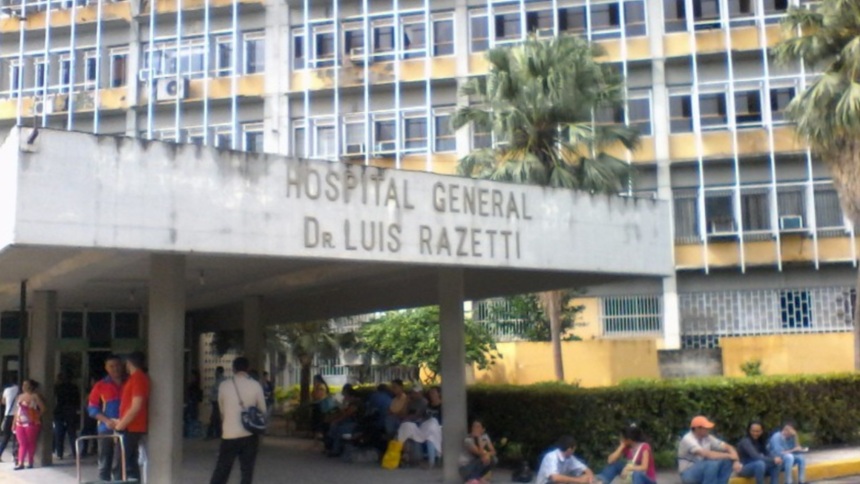 HOSPITAL GENERAL
DR LUIS RAZETTI